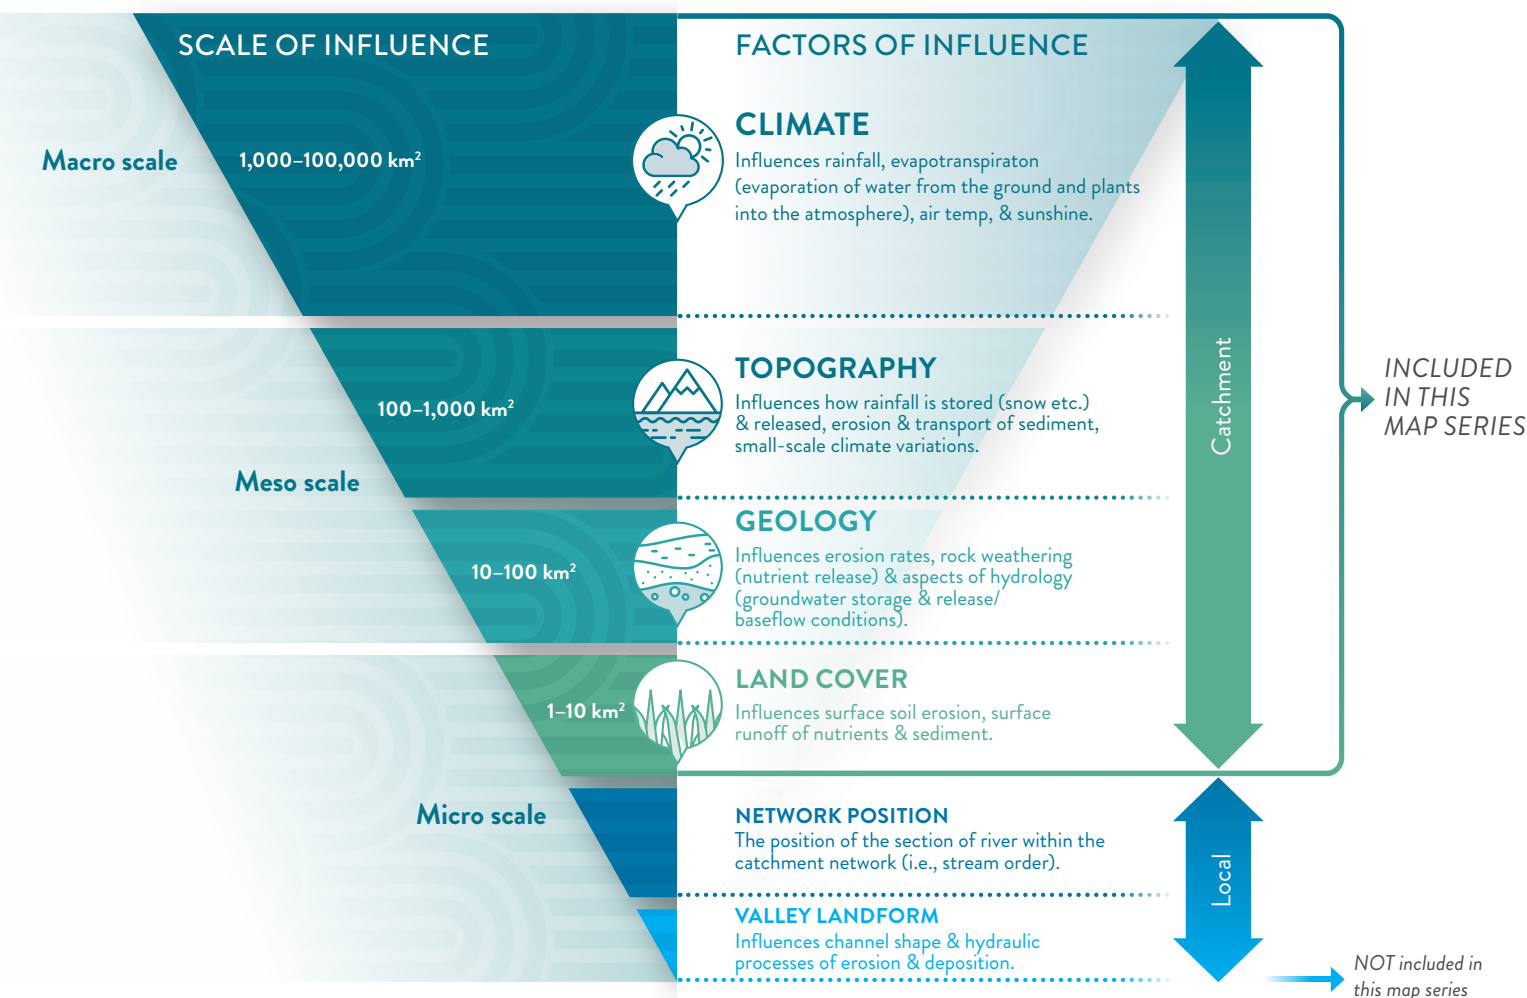 SCALE OF INFLUENCE
FACTORS OF INFLUENCE
Macro scale
1,000–100,000 km²
CLIMATE
Influences rainfall, evapotranspiraton
(evaporation of water from the ground and plants
into the atmosphere), air temp, & sunshine.
100–1,000 km²
TOPOGRAPHY
Influences how rainfall is stored (snow etc.)
& released, erosion & transport of sediment,
small-scale climate variations.
Meso scale
10–100 km²
GEOLOGY
Influences erosion rates, rock weathering
(nutrient release) & aspects of hydrology
(groundwater storage & release/
baseflow conditions).
1–10 km²
LAND COVER
Influences surface soil erosion, surface
runoff of nutrients & sediment.
Micro scale
NETWORK POSITION
The position of the section of river within the
catchment network (i.e., stream order).
VALLEY LANDFORM
Influences channel shape & hydraulic
processes of erosion & deposition.
Catchment
Local
INCLUDED
IN THIS
MAP SERIES
NOT included in
this map series